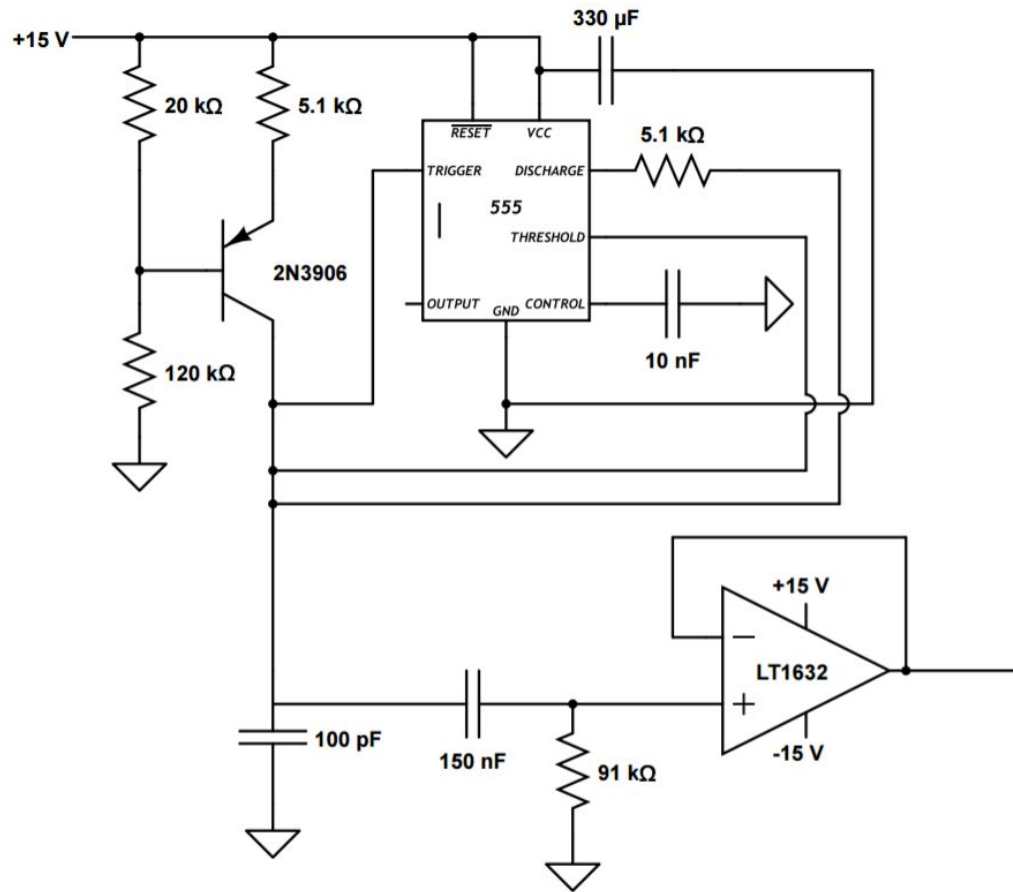 330 µF
+15 V
20 kΩ
5.1 kΩ
RESET
VCC
5.1 kΩ
TRIGGER
DISCHARGE
555
THRESHOLD
2N3906
OUTPUT
GND
CONTROL
10 nF
120 kΩ
+15 V
LT1632
-15 V
100 pF
150 nF
91 kΩ